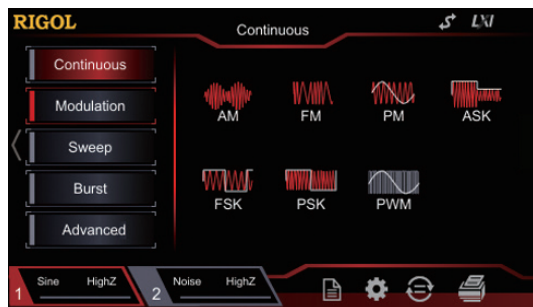 RIGOL
Continuous
LXI
Continuous
Modulation
Sweep
Burst
Advanced
AM
FM
PM
ASK
FSK
PSK
PWM
1
Sine
HighZ
2
Noise
HighZ